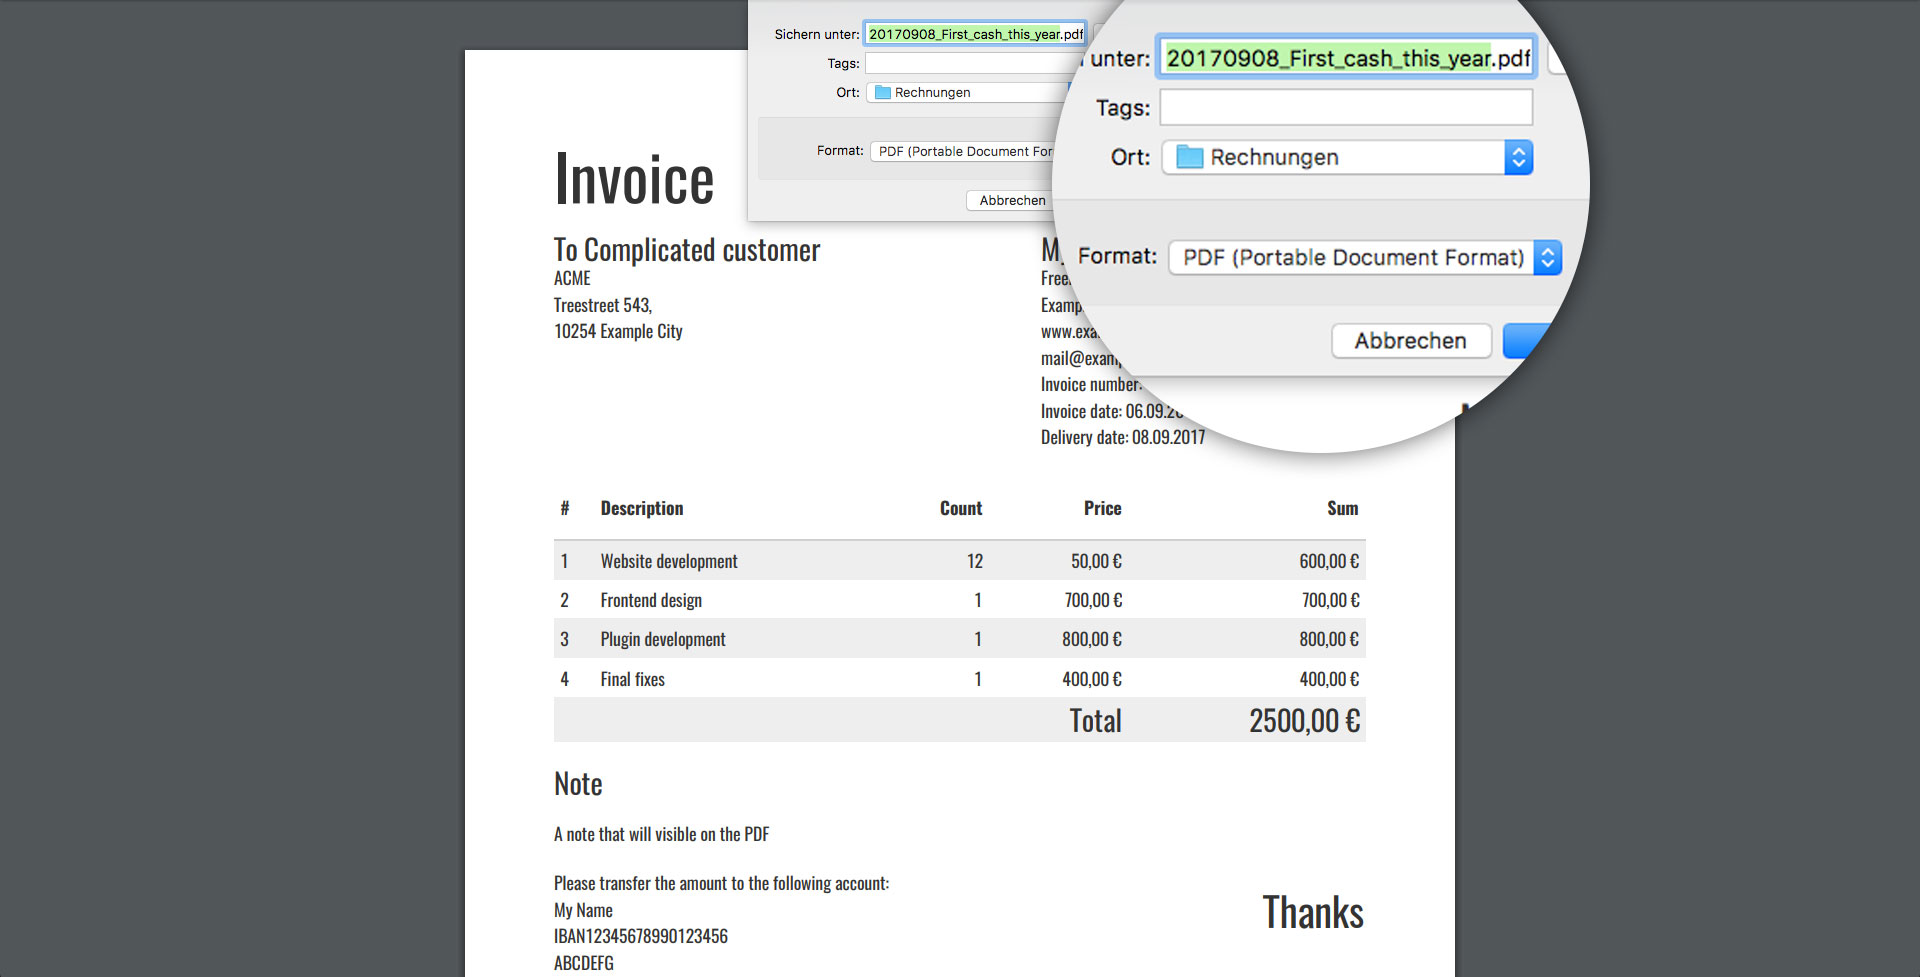 Sichern unter: 20170908_First_cash_this_year.pdf
Tags:
Ort: Rechnungen
Format: PDF (Portable Document For
Abbrechen
unter: 20170908_First_cash_this_year.pdf
Tags:
Ort: Rechnungen
Format: PDF (Portable Document Format)
Abbrechen
Invoice
To Complicated customer
ACME
Treestreet 543,
10254 Example City
www.exa
mail@exam
Invoice number:
Invoice date: 06.09.20
Delivery date: 08.09.2017
# Description Count Price Sum
1 Website development 12 50,00 € 600,00 €
2 Frontend design 1 700,00 € 700,00 €
3 Plugin development 1 800,00 € 800,00 €
4 Final fixes 1 400,00 € 400,00 €
Total 2500,00 €
Note
A note that will visible on the PDF
Please transfer the amount to the following account:
My Name
IBAN12345678990123456
ABCDEFG
Thanks